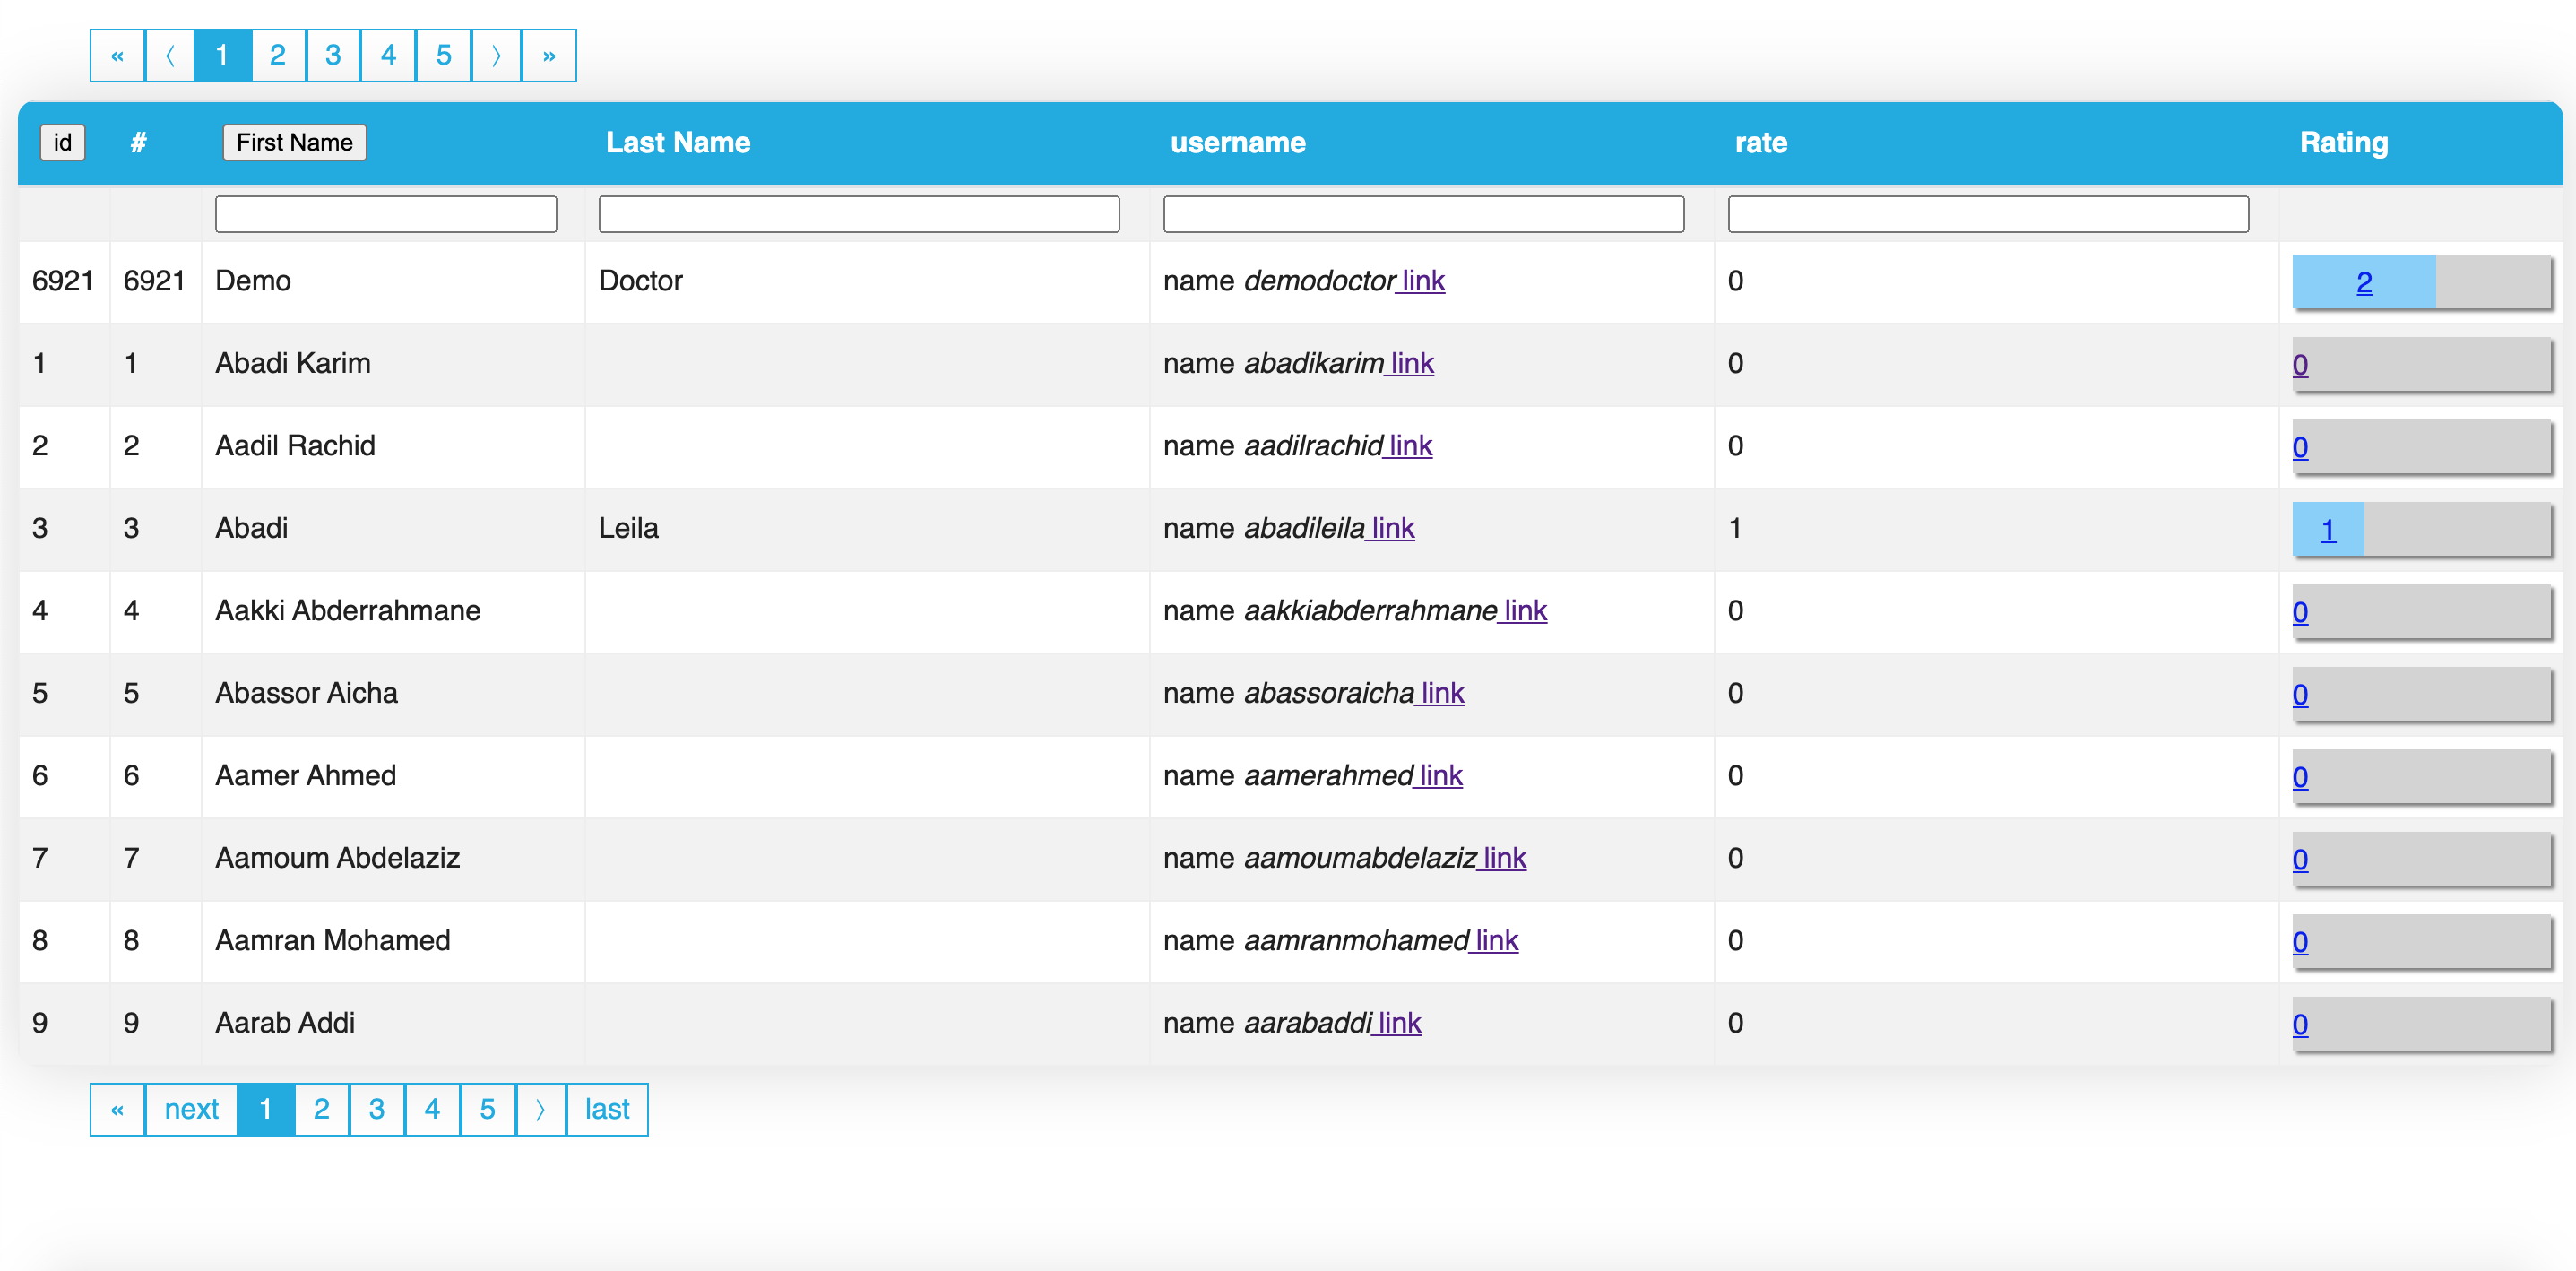 « 〈 1 2 3 4 5 〉 »
id # First Name Last Name username rate Rating
6921 6921 Demo Doctor name demodoctor link 0 2
1 1 Abadi Karim name abadikarim link 0 0
2 2 Aadil Rachid name aadilrachid link 0 0
3 3 Abadi Leila name abadileila link 1 1
4 4 Aakki Abderrahmane name aakkiabderrahmane link 0 0
5 5 Abassor Aicha name abassoraicha link 0 0
6 6 Aamer Ahmed name aamerahmed link 0 0
7 7 Aamoum Abdelaziz name aamoumabdelaziz link 0 0
8 8 Aamran Mohamed name aamranmohamed link 0 0
9 9 Aarab Addi name aarabaddi link 0 0
« next 1 2 3 4 5 〉 last